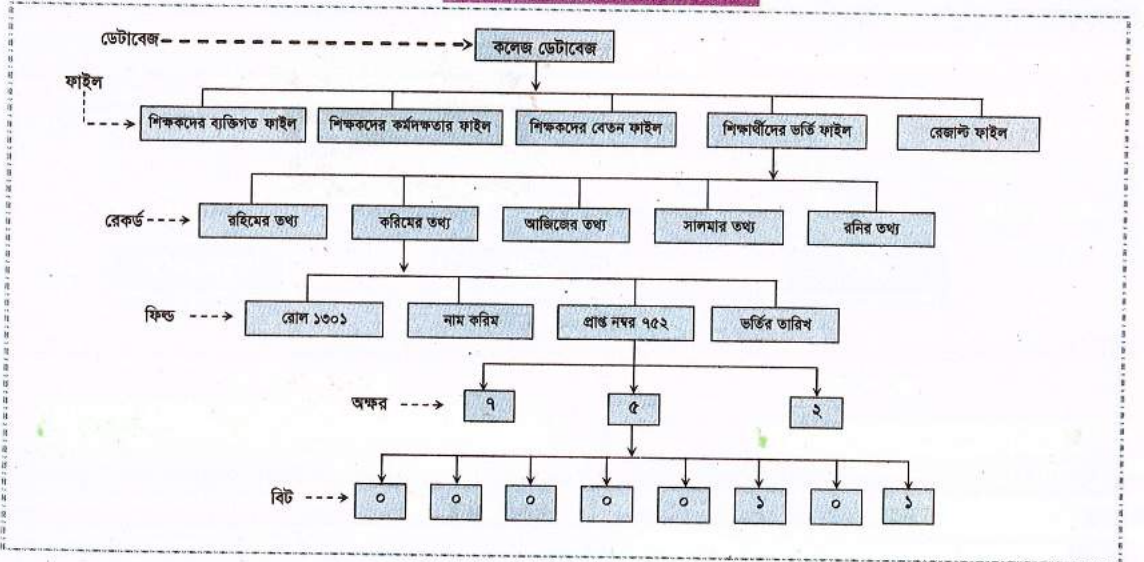 ডেটাবেজ
কলেজ ডেটাবেজ
ফাইল
শিক্ষকদের ব্যক্তিগত ফাইল
শিক্ষকদের কর্মদক্ষতার ফাইল
শিক্ষকদের বেতন ফাইল
শিক্ষার্থীদের ভর্তি ফাইল
রেজাল্ট ফাইল
রেকর্ড
রহিমের তথ্য
করিমের তথ্য
আজিজের তথ্য
সালমার তথ্য
রনির তথ্য
ফিল্ড
রোল ১৩০১
নাম করিম
প্রাপ্ত নম্বর ৭৫২
ভর্তির তারিখ
অক্ষর
৭
৫
২
বিট
০
০
০
০
০
১
০
১